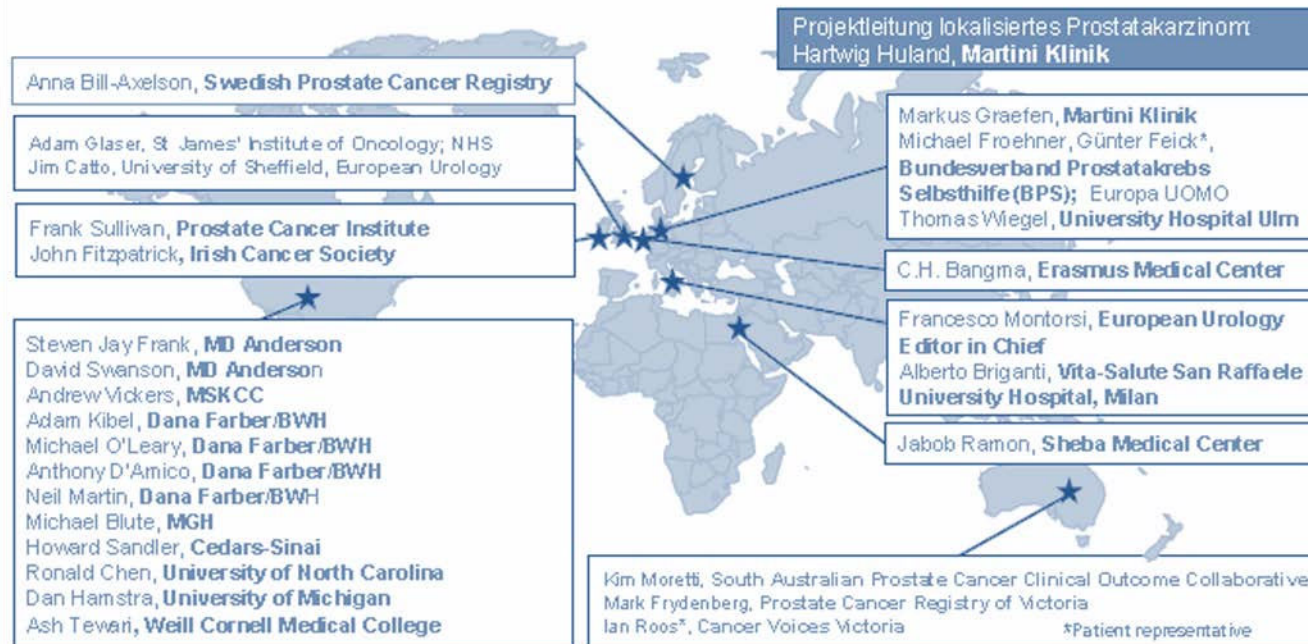 Projektleitung lokalisiertes Prostatakarzinom:
Hartwig Huland, Martini Klinik
Anna Bill-Axelson, Swedish Prostate Cancer Registry
Adam Glaser, St James' Institute of Oncology; NHS
Jim Catto, University of Sheffield, European Urology
Frank Sullivan, Prostate Cancer Institute
John Fitzpatrick, Irish Cancer Society
Steven Jay Frank, MD Anderson
David Swanson, MD Anderson
Andrew Vickers, MSKCC
Adam Kibel, Dana Farber/BWH
Michael O'Leary, Dana Farber/BWH
Anthony D'Amico, Dana Farber/BWH
Neil Martin, Dana Farber/BWH
Michael Blute, MGH
Howard Sandler, Cedars-Sinai
Ronald Chen, University of North Carolina
Dan Hamstra, University of Michigan
Ash Tewari, Weill Cornell Medical College
Markus Graefen, Martini Klinik
Michael Froehner, Günter Feick*,
Bundesverband Prostatakrebs
Selbsthilfe (BPS); Europa UOMO
Thomas Wiegel, University Hospital Ulm
C.H. Bangma, Erasmus Medical Center
Francesco Montorsi, European Urology
Editor in Chief
Alberto Briganti, Vita-Salute San Raffaele
University Hospital, Milan
Jabob Ramon, Sheba Medical Center
Kim Moretti, South Australian Prostate Cancer Clinical Outcome Collaborative
Mark Frydenberg, Prostate Cancer Registry of Victoria
Ian Roos*, Cancer Voices Victoria
*Patient representative